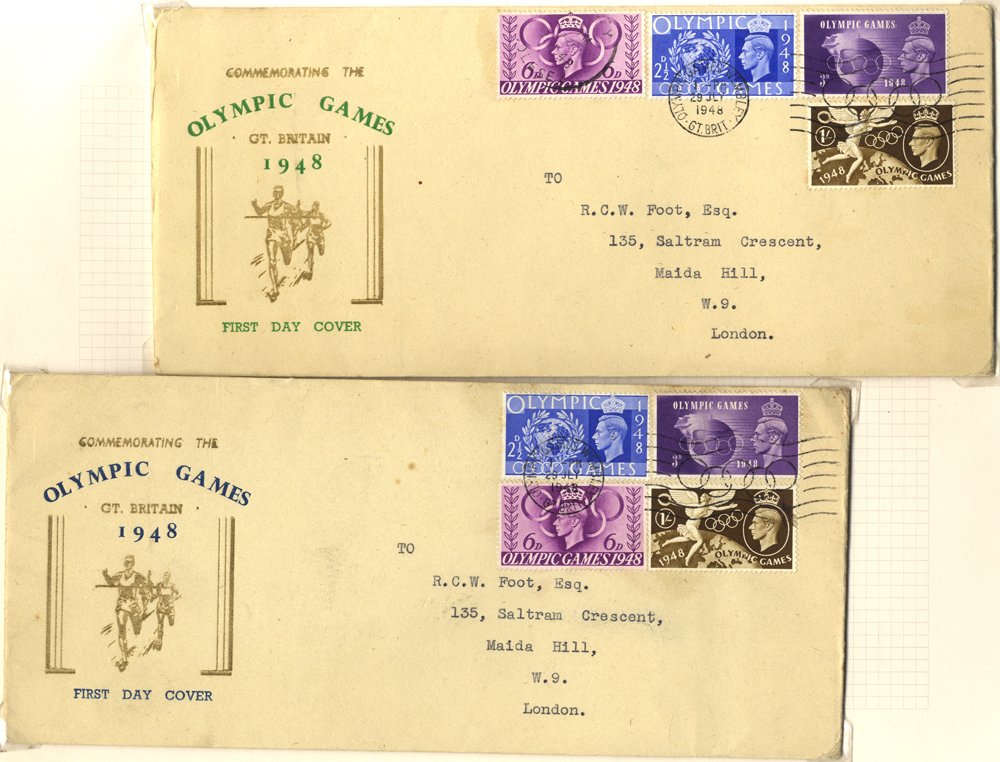 COMMEMORATING THE
OLYMPIC GAMES
· GT. BRITAIN ·
1948
FIRST DAY COVER
6D 6D
OLYMPIC GAMES 1948
OLYMPIC
1948
2½D
GAMES
OLYMPIC GAMES
3D
1948
1/-
1948
OLYMPIC GAMES
29 JLY
1948
· GT. BRIT. ·
TO
R.C.W. Foot, Esq.
135, Saltram Crescent,
Maida Hill,
W.9.
London.
COMMEMORATING THE
OLYMPIC GAMES
· GT. BRITAIN ·
1948
FIRST DAY COVER
OLYMPIC
1948
2½D
GAMES
OLYMPIC GAMES
3D
1948
6D 6D
OLYMPIC GAMES 1948
1/-
1948
OLYMPIC GAMES
TO
R.C.W. Foot, Esq.
135, Saltram Crescent,
Maida Hill,
W.9.
London.